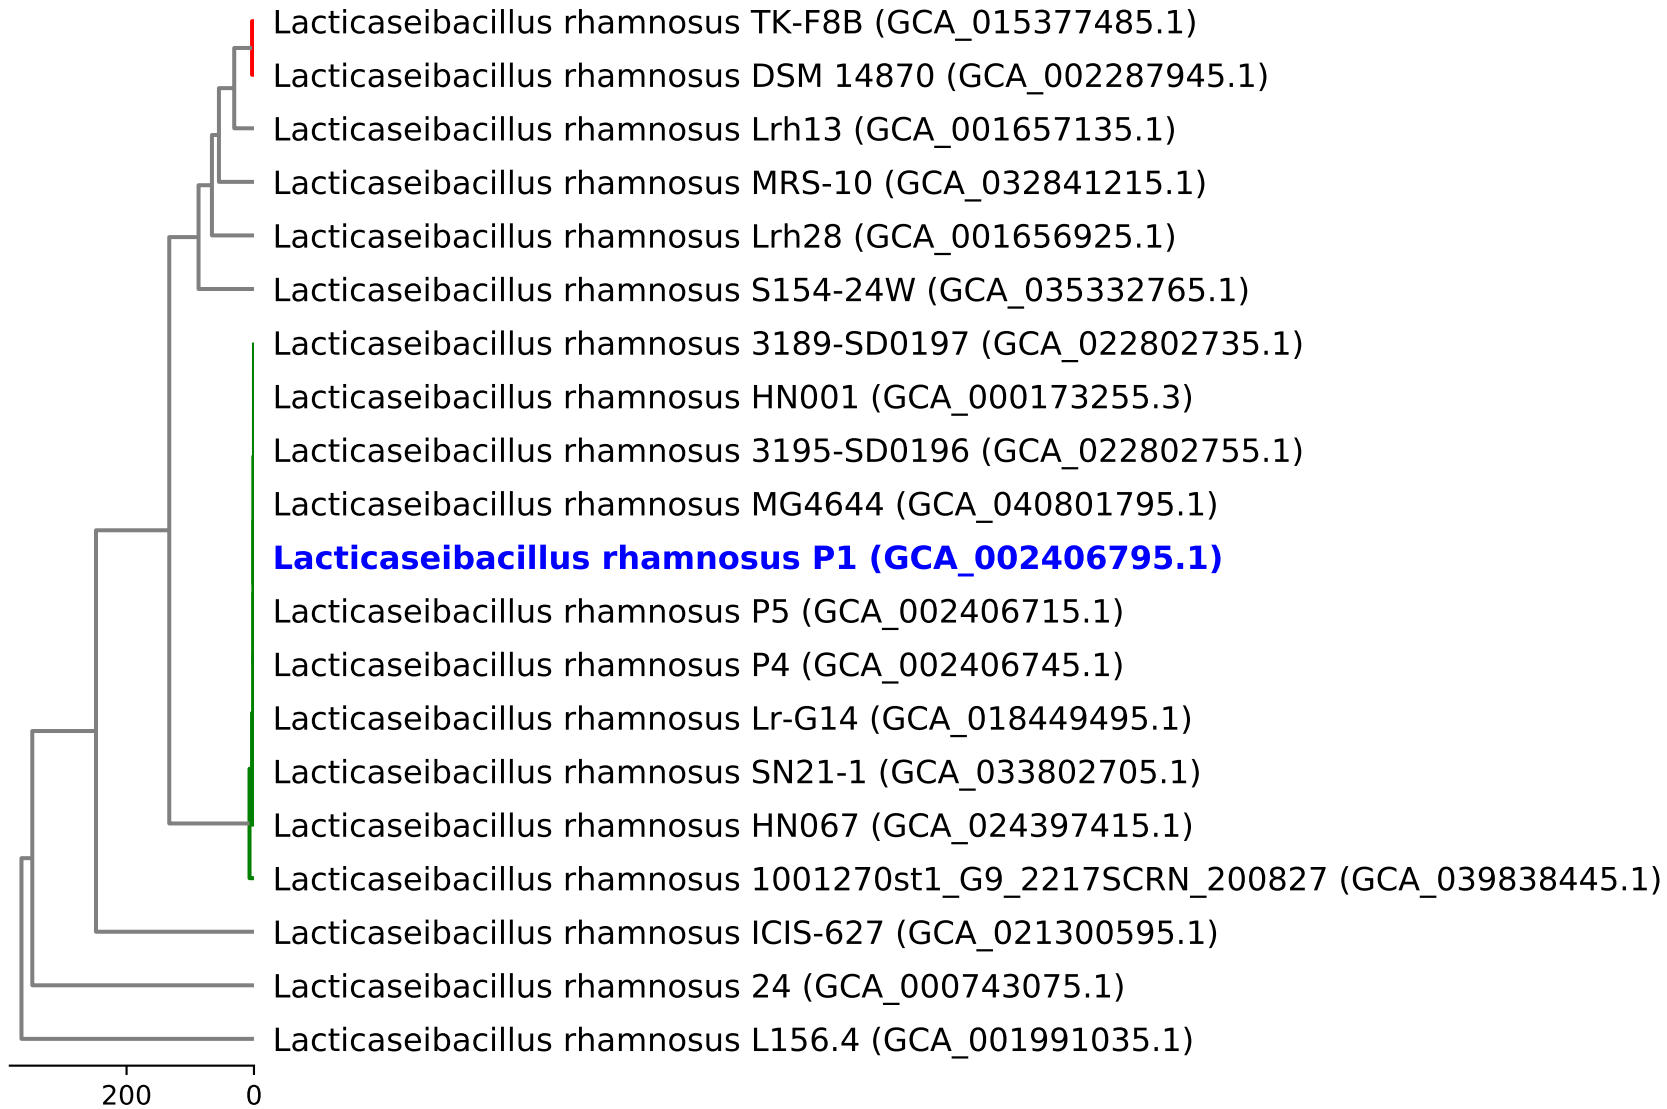 Lacticaseibacillus rhamnosus TK-F8B (GCA_015377485.1)
Lacticaseibacillus rhamnosus DSM 14870 (GCA_002287945.1)
Lacticaseibacillus rhamnosus Lrh13 (GCA_001657135.1)
Lacticaseibacillus rhamnosus MRS-10 (GCA_032841215.1)
Lacticaseibacillus rhamnosus Lrh28 (GCA_001656925.1)
Lacticaseibacillus rhamnosus S154-24W (GCA_035332765.1)
Lacticaseibacillus rhamnosus 3189-SD0197 (GCA_022802735.1)
Lacticaseibacillus rhamnosus HN001 (GCA_000173255.3)
Lacticaseibacillus rhamnosus 3195-SD0196 (GCA_022802755.1)
Lacticaseibacillus rhamnosus MG4644 (GCA_040801795.1)
Lacticaseibacillus rhamnosus P1 (GCA_002406795.1)
Lacticaseibacillus rhamnosus P5 (GCA_002406715.1)
Lacticaseibacillus rhamnosus P4 (GCA_002406745.1)
Lacticaseibacillus rhamnosus Lr-G14 (GCA_018449495.1)
Lacticaseibacillus rhamnosus SN21-1 (GCA_033802705.1)
Lacticaseibacillus rhamnosus HN067 (GCA_024397415.1)
Lacticaseibacillus rhamnosus 1001270st1_G9_2217SCRN_200827 (GCA_039838445.1)
Lacticaseibacillus rhamnosus ICIS-627 (GCA_021300595.1)
Lacticaseibacillus rhamnosus 24 (GCA_000743075.1)
Lacticaseibacillus rhamnosus L156.4 (GCA_001991035.1)
200 0